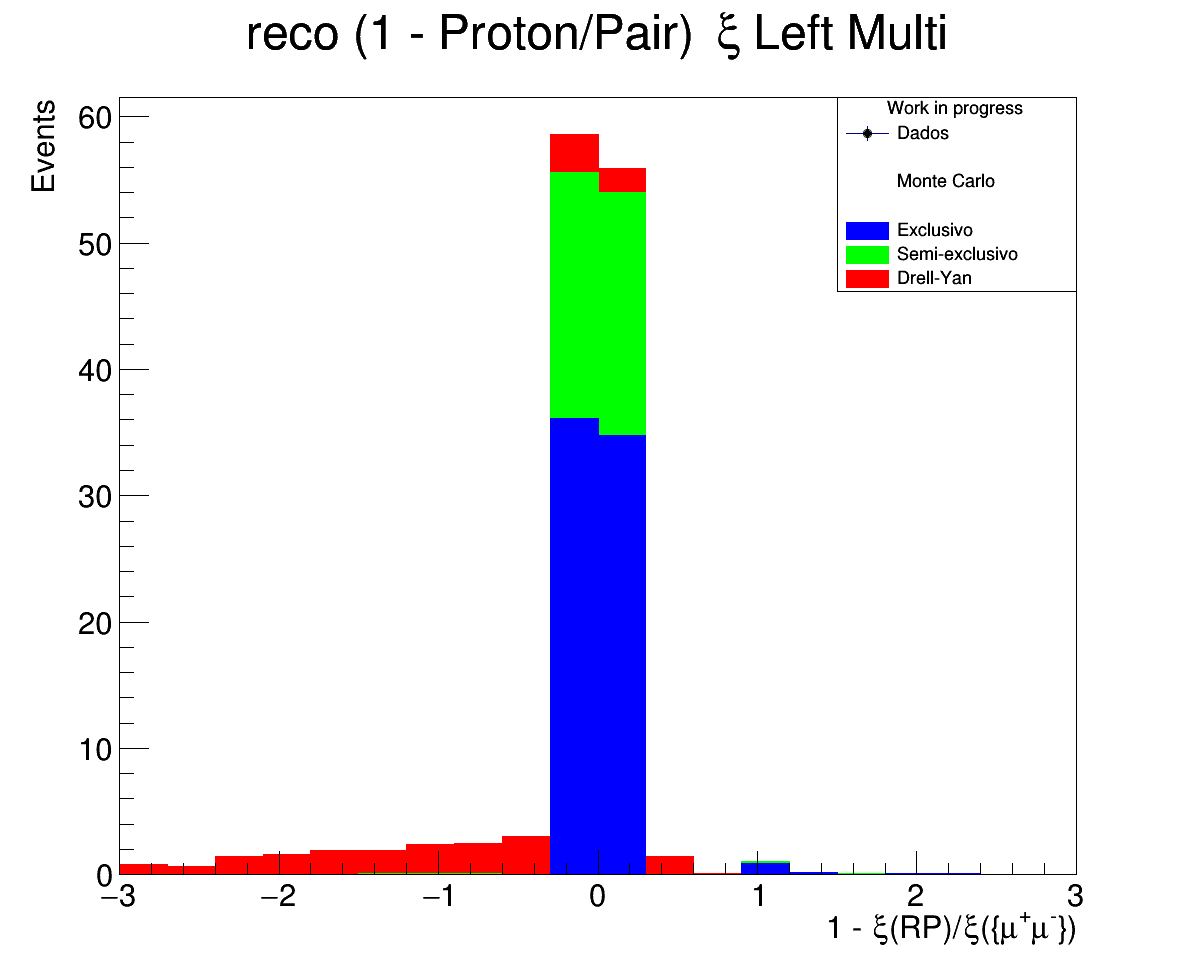 reco (1 - Proton/Pair) ξ Left Multi
Events
60
50
40
30
20
10
0
Work in progress
Dados
Monte Carlo
Exclusivo
Semi-exclusivo
Drell-Yan
−3 −2 −1 0 1 2 3
1 - ξ(RP)/ξ({μ⁺μ⁻})